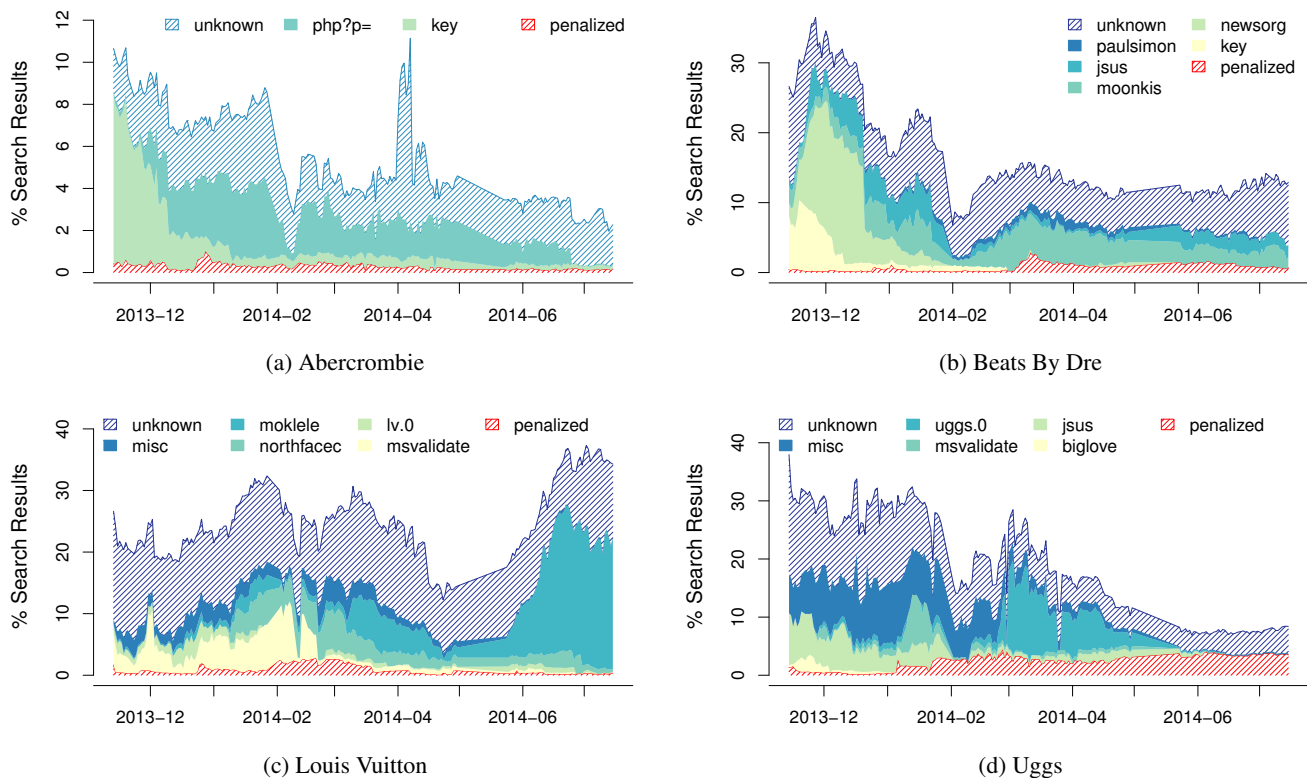 unknown php?p= key penalized
% Search Results
12
10
8
6
4
2
0
2013−12 2014−02 2014−04 2014−06
(a) Abercrombie
unknown newsorg
paulsimon key
jsus penalized
moonkis
% Search Results
30
20
10
0
2013−12 2014−02 2014−04 2014−06
(b) Beats By Dre
unknown moklele lv.0 penalized
misc northfacec msvalidate
% Search Results
40
30
20
10
0
2013−12 2014−02 2014−04 2014−06
(c) Louis Vuitton
unknown uggs.0 jsus penalized
misc msvalidate biglove
% Search Results
40
30
20
10
0
2013−12 2014−02 2014−04 2014−06
(d) Uggs